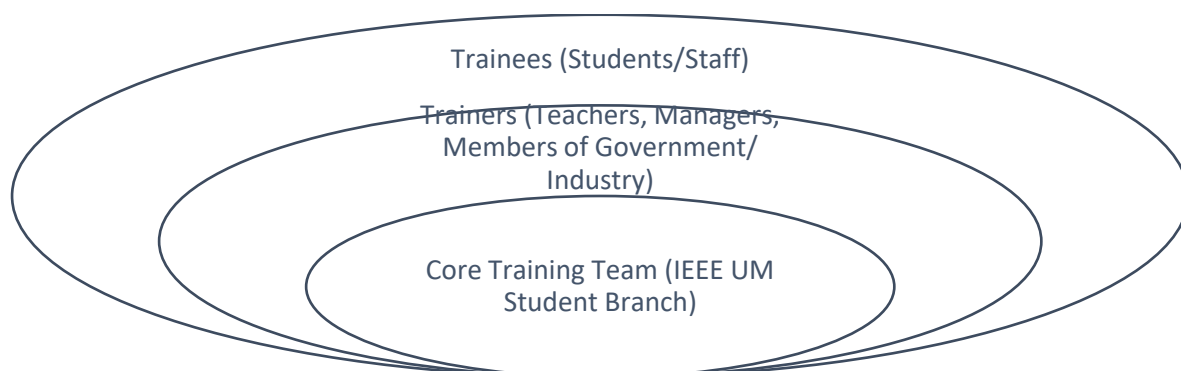 Trainees (Students/Staff)
Trainers (Teachers, Managers,
Members of Government/
Industry)
Core Training Team (IEEE UM
Student Branch)